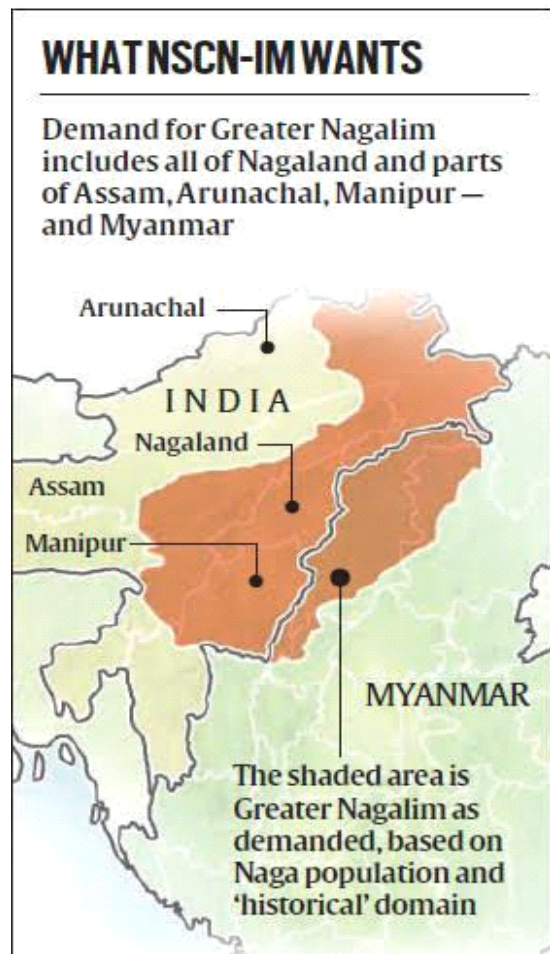 WHAT NSCN-IM WANTS
Demand for Greater Nagalim
includes all of Nagaland and parts
of Assam, Arunachal, Manipur —
and Myanmar
Arunachal
INDIA
Nagaland
Assam
Manipur
MYANMAR
The shaded area is
Greater Nagalim as
demanded, based on
Naga population and
‘historical’ domain